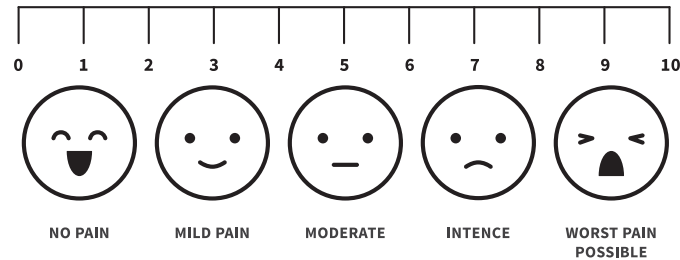 0 1 2 3 4 5 6 7 8 9 10
NO PAIN MILD PAIN MODERATE INTENCE WORST PAIN
POSSIBLE